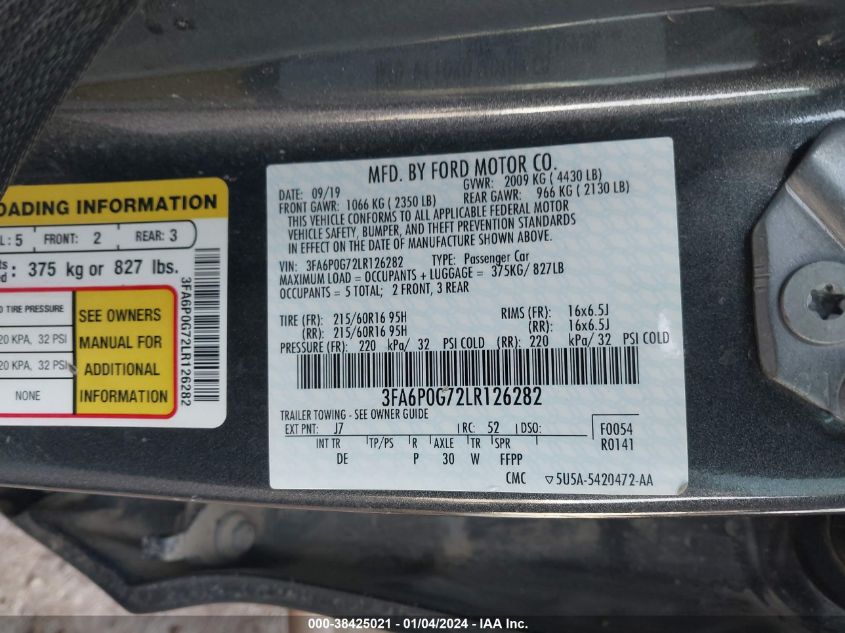 OADING INFORMATION
L: 5 FRONT: 2 REAR: 3
375 kg or 827 lbs.
TIRE PRESSURE
20 KPA, 32 PSI
20 KPA, 32 PSI
NONE
SEE OWNERS
MANUAL FOR
ADDITIONAL
INFORMATION
3FA6P0G72LR126282
MFD. BY FORD MOTOR CO.
DATE: 09/19 GVWR: 2009 KG ( 4430 LB)
FRONT GAWR: 1066 KG ( 2350 LB) REAR GAWR: 966 KG ( 2130 LB)
THIS VEHICLE CONFORMS TO ALL APPLICABLE FEDERAL MOTOR
VEHICLE SAFETY, BUMPER, AND THEFT PREVENTION STANDARDS
IN EFFECT ON THE DATE OF MANUFACTURE SHOWN ABOVE.
VIN: 3FA6P0G72LR126282 TYPE: Passenger Car
MAXIMUM LOAD = OCCUPANTS + LUGGAGE = 375KG/ 827LB
OCCUPANTS = 5 TOTAL; 2 FRONT, 3 REAR
TIRE (FR): 215/60R16 95H RIMS (FR): 16x6.5J
(RR): 215/60R16 95H (RR): 16x6.5J
PRESSURE (FR): 220 kPa/ 32 PSI COLD (RR): 220 kPa/ 32 PSI COLD
3FA6P0G72LR126282
TRAILER TOWING - SEE OWNER GUIDE
EXT PNT: J7 RC: 52 DSO: F0054
R0141
INT TR TP/PS R AXLE TR SPR
DE P 30 W FFPP
CMC ▽5U5A-5420472-AA
000-38425021 - 01/04/2024 - USS - CA - IAA